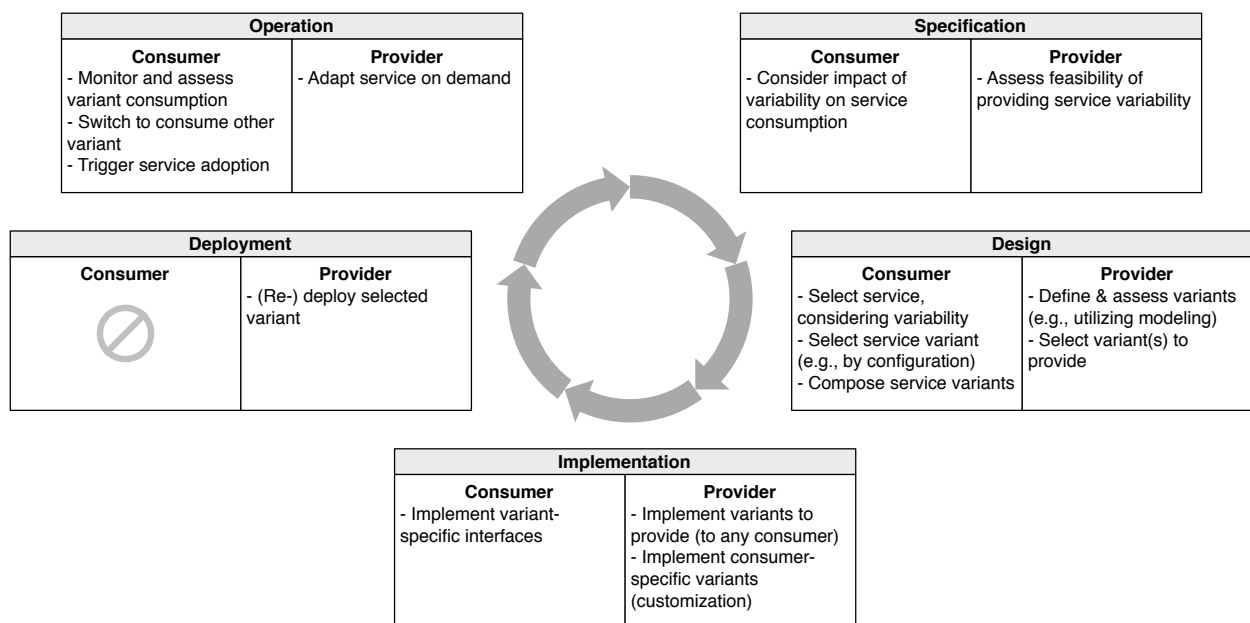 Operation
Consumer
- Monitor and assess
variant consumption
- Switch to consume other
variant
- Trigger service adoption
Provider
- Adapt service on demand
Specification
Consumer
- Consider impact of
variability on service
consumption
Provider
- Assess feasibility of
providing service variability
Deployment
Consumer
Provider
- (Re-) deploy selected
variant
Design
Consumer
- Select service,
considering variability
- Select service variant
(e.g., by configuration)
- Compose service variants
Provider
- Define & assess variants
(e.g., utilizing modeling)
- Select variant(s) to
provide
Implementation
Consumer
- Implement variant-
specific interfaces
Provider
- Implement variants to
provide (to any consumer)
- Implement consumer-
specific variants
(customization)